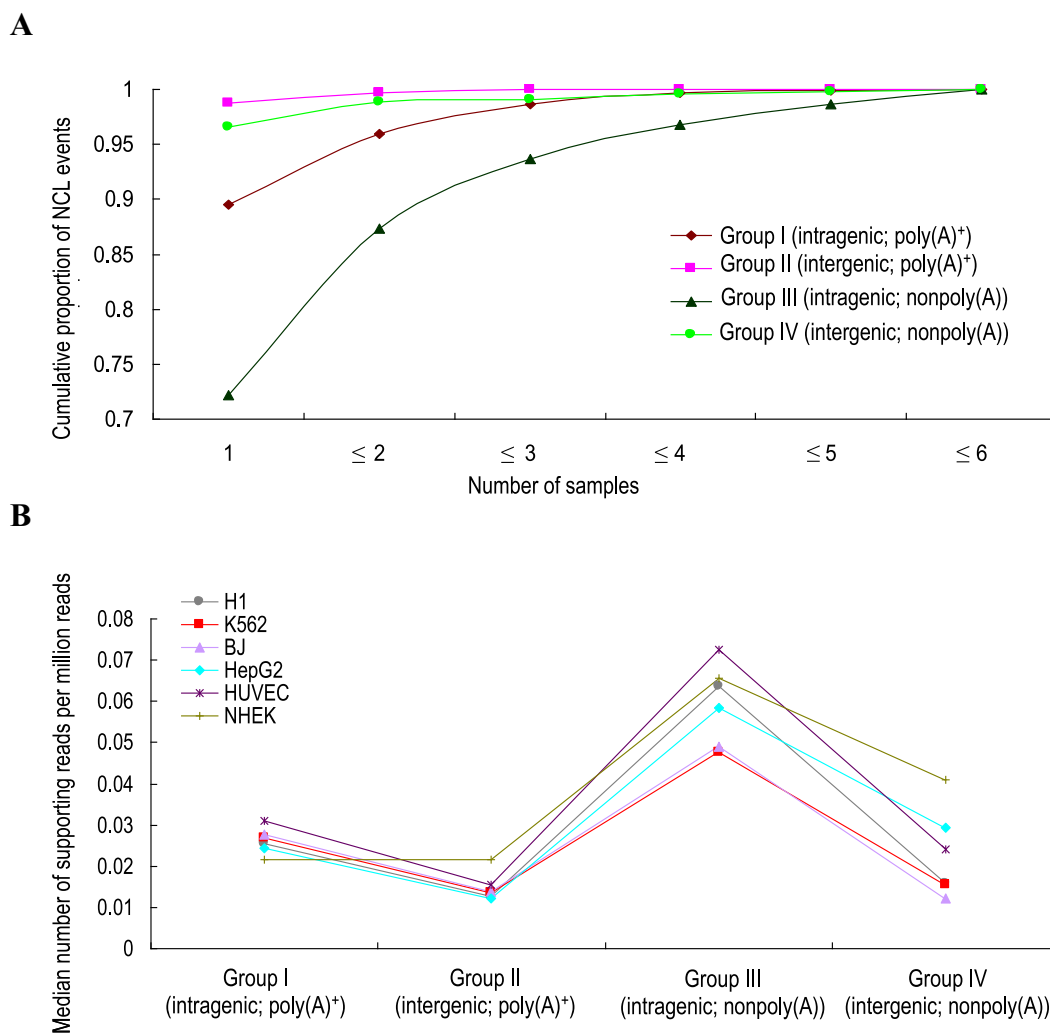 A
Cumulative proportion of NCL events
1
0.95
0.9
0.85
0.8
0.75
0.7
Group I (intragenic; poly(A)⁺)
Group II (intergenic; poly(A)⁺)
Group III (intragenic; nonpoly(A))
Group IV (intergenic; nonpoly(A))
1 ≤ 2 ≤ 3 ≤ 4 ≤ 5 ≤ 6
Number of samples
B
Median number of supporting reads per million reads
H1
K562
BJ
HepG2
HUVEC
NHEK
0.08
0.07
0.06
0.05
0.04
0.03
0.02
0.01
0
Group I Group II Group III Group IV
(intragenic; poly(A)⁺) (intergenic; poly(A)⁺) (intragenic; nonpoly(A)) (intergenic; nonpoly(A))